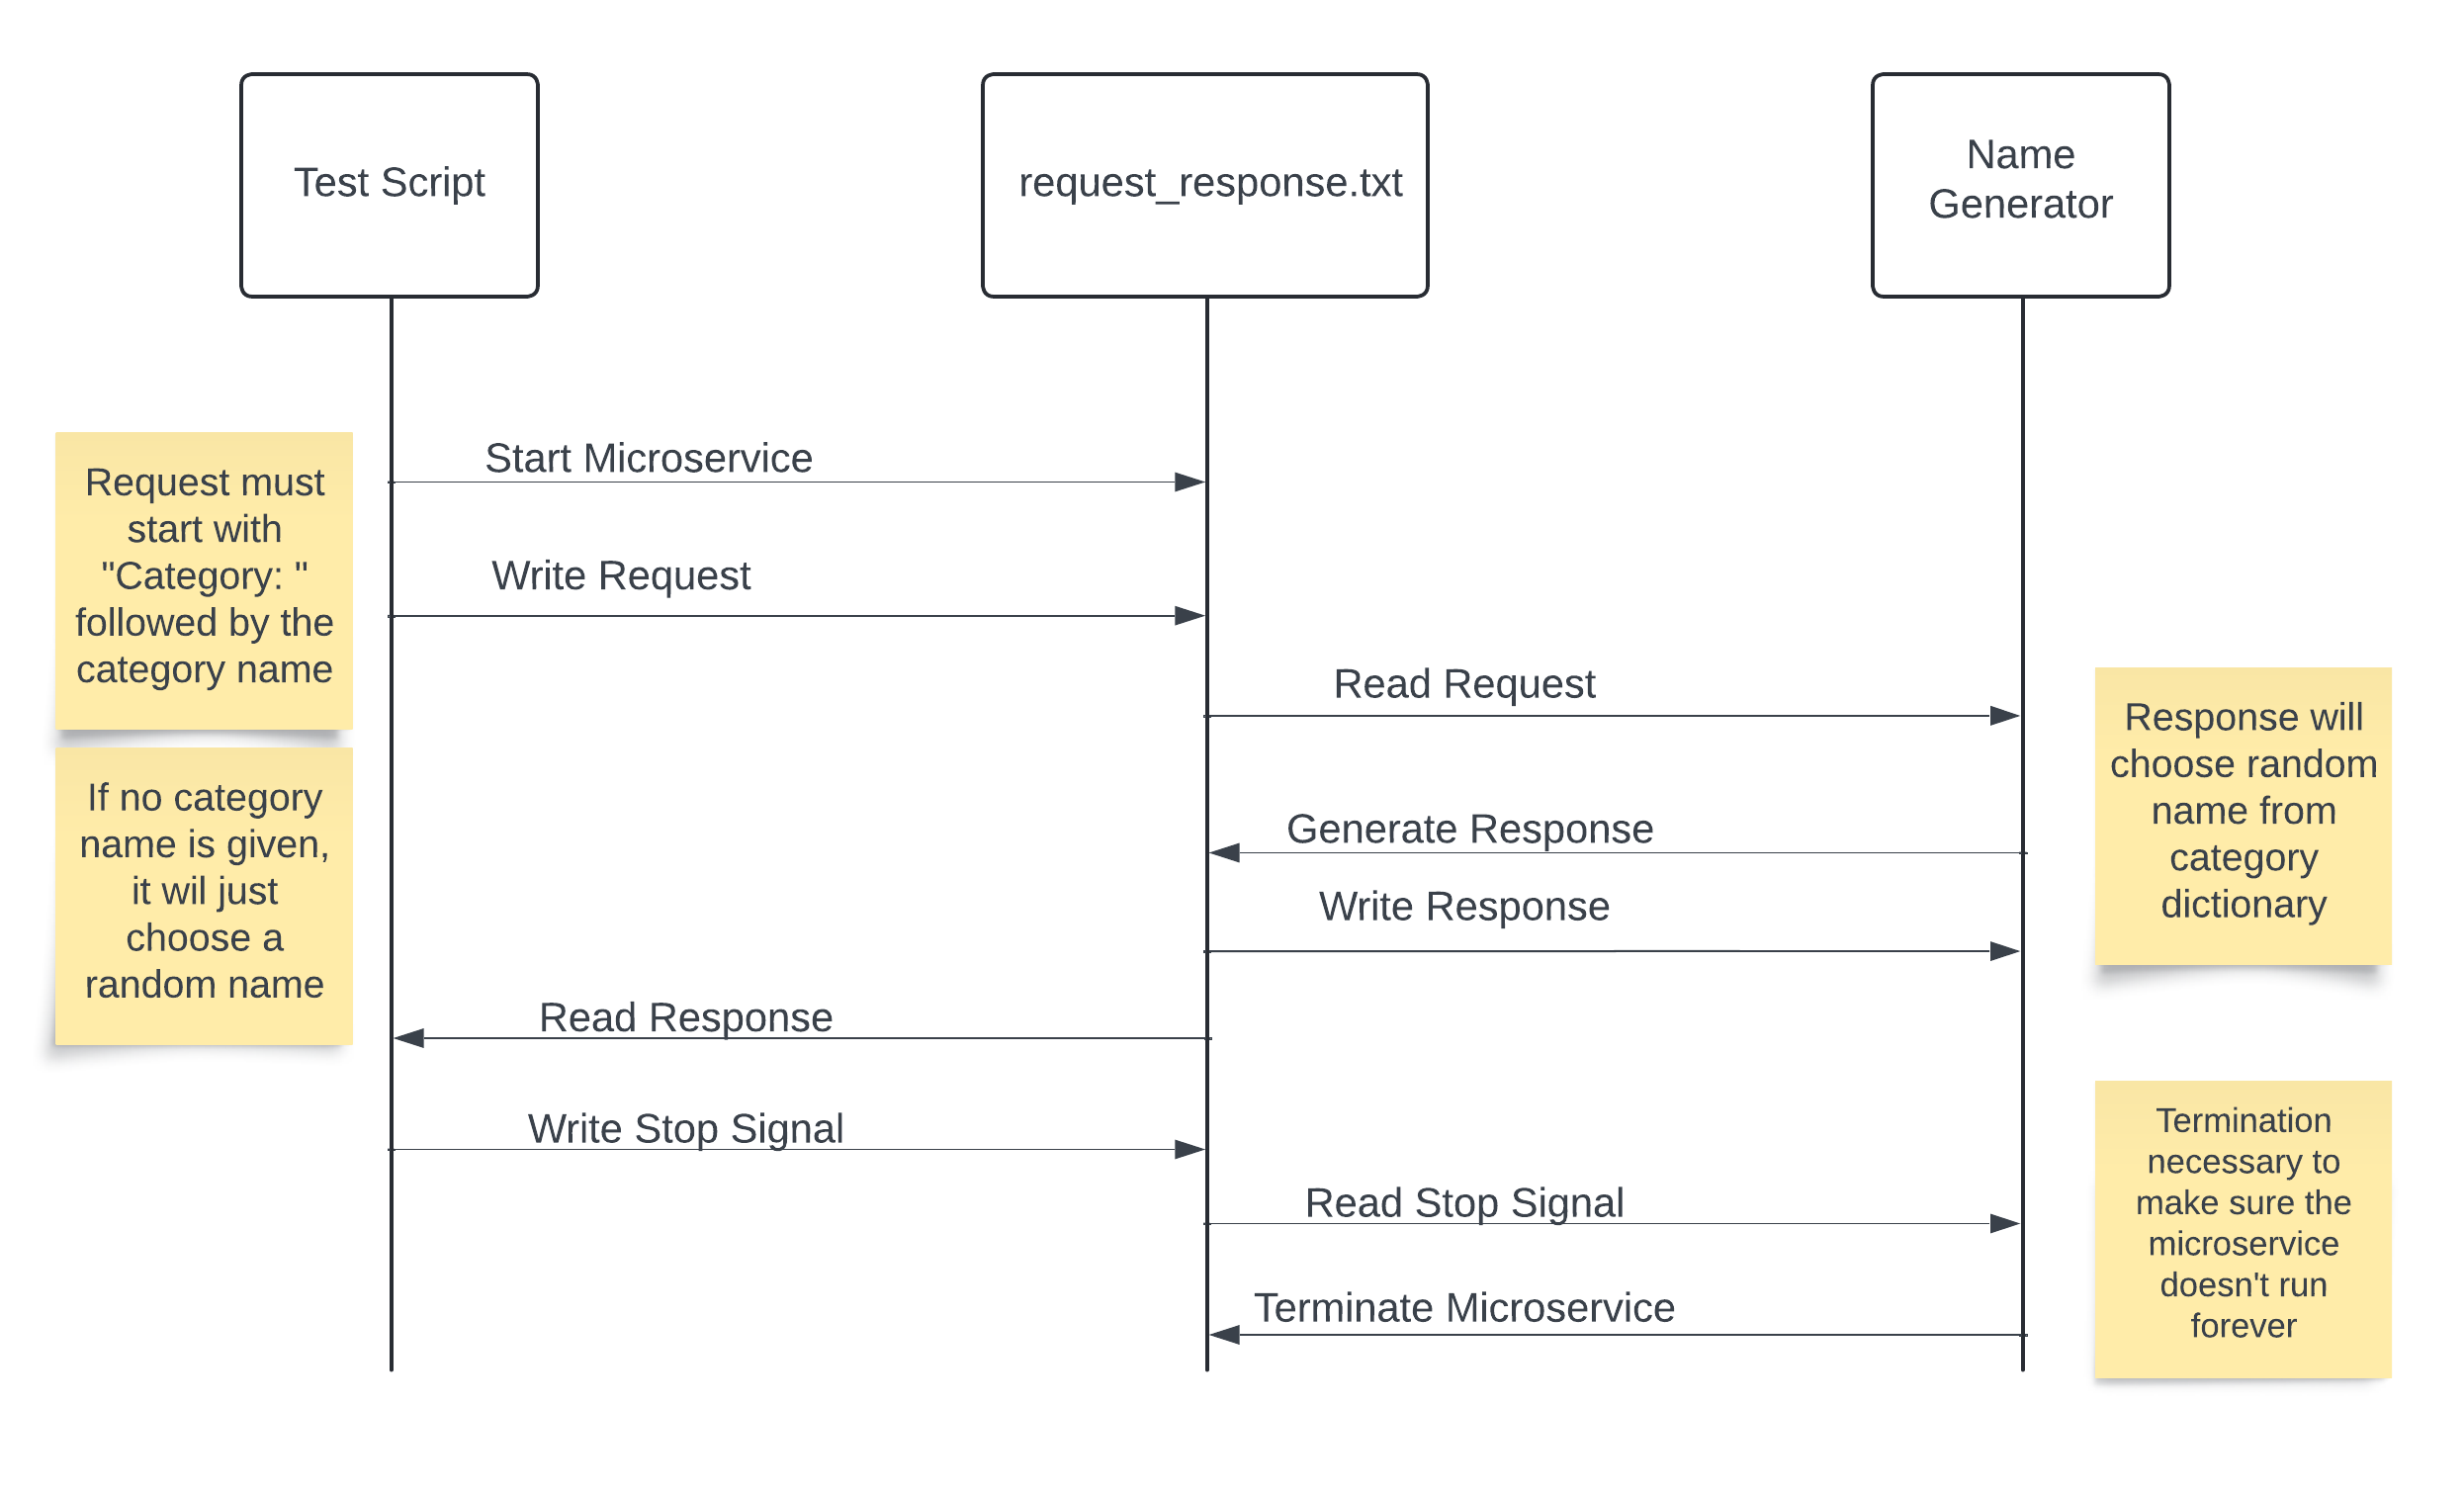 Test Script
request_response.txt
Name
Generator
Start Microservice
Request must
start with
"Category: "
followed by the
category name
Write Request
Read Request
Response will
choose random
name from
category
dictionary
If no category
name is given,
it wil just
choose a
random name
Generate Response
Write Response
Read Response
Write Stop Signal
Termination
necessary to
make sure the
microservice
doesn't run
forever
Read Stop Signal
Terminate Microservice